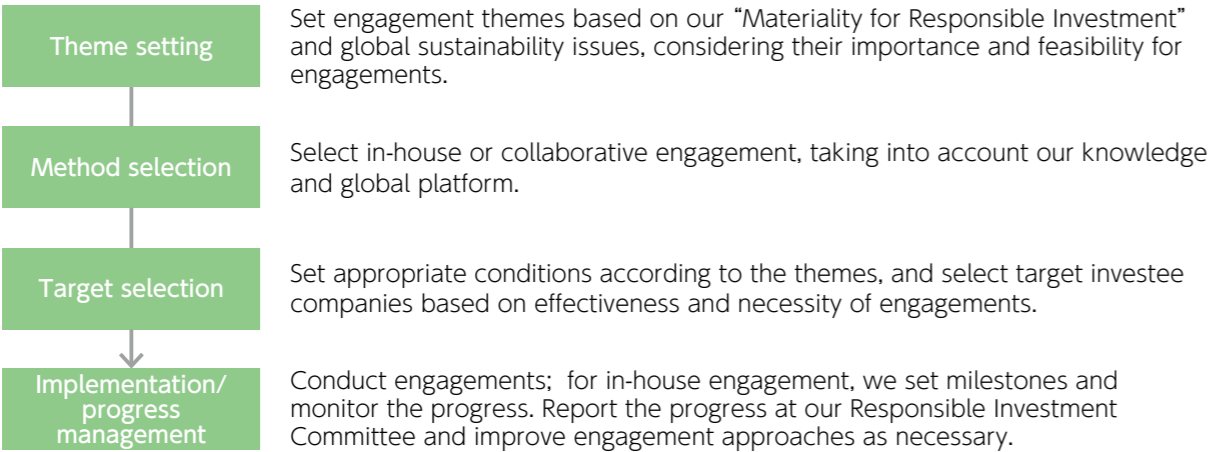 Theme setting
Set engagement themes based on our “Materiality for Responsible Investment”
and global sustainability issues, considering their importance and feasibility for
engagements.
Method selection
Select in-house or collaborative engagement, taking into account our knowledge
and global platform.
Target selection
Set appropriate conditions according to the themes, and select target investee
companies based on effectiveness and necessity of engagements.
Implementation/
progress
management
Conduct engagements; for in-house engagement, we set milestones and
monitor the progress. Report the progress at our Responsible Investment
Committee and improve engagement approaches as necessary.